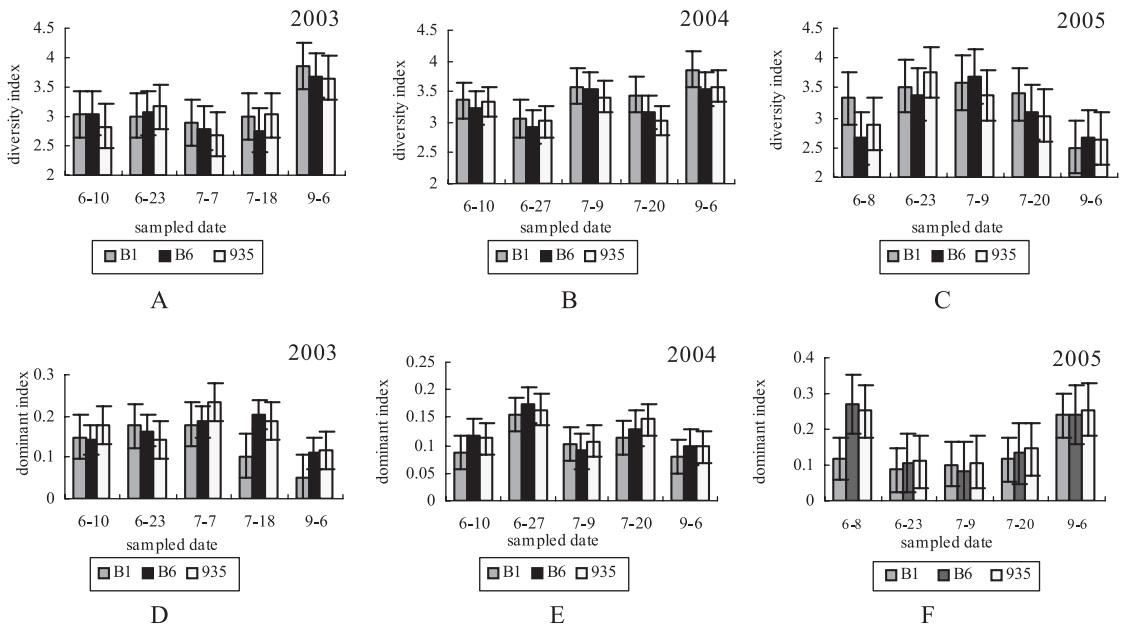 2003
diversity index
4.5
4
3.5
3
2.5
2
6-10 6-23 7-7 7-18 9-6
sampled date
B1 B6 935
A
2004
diversity index
4.5
4
3.5
3
2.5
2
6-10 6-27 7-9 7-20 9-6
sampled date
B1 B6 935
B
2005
diversity index
4.5
4
3.5
3
2.5
2
6-8 6-23 7-9 7-20 9-6
sampled date
B1 B6 935
C
2003
dominant index
0.3
0.2
0.1
0
6-10 6-23 7-7 7-18 9-6
sampled date
B1 B6 935
D
2004
dominant index
0.25
0.2
0.15
0.1
0.05
0
6-10 6-27 7-9 7-20 9-6
sampled date
B1 B6 935
E
2005
dominant index
0.4
0.3
0.2
0.1
0
6-8 6-23 7-9 7-20 9-6
sampled date
B1 B6 935
F